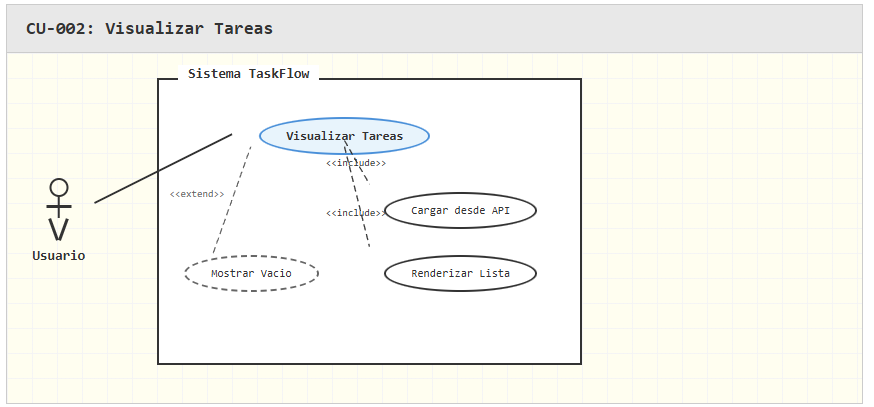 CU-002: Visualizar Tareas
Sistema TaskFlow
Visualizar Tareas
<<include>>
<<extend>>
Cargar desde API
<<include>>
Usuario
Mostrar Vacio
Renderizar Lista